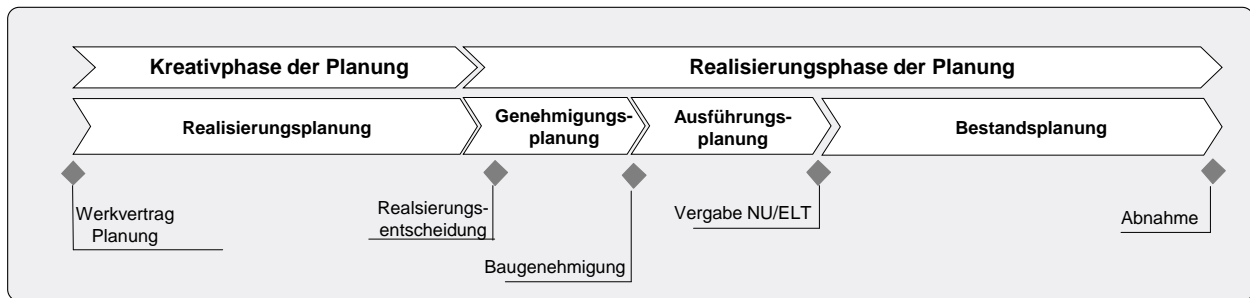 Kreativphase der Planung
Realisierungsphase der Planung
Realisierungsplanung
Genehmigungs-
planung
Ausführungs-
planung
Bestandsplanung
Werkvertrag
Planung
Realsierungs-
entscheidung
Baugenehmigung
Vergabe NU/ELT
Abnahme